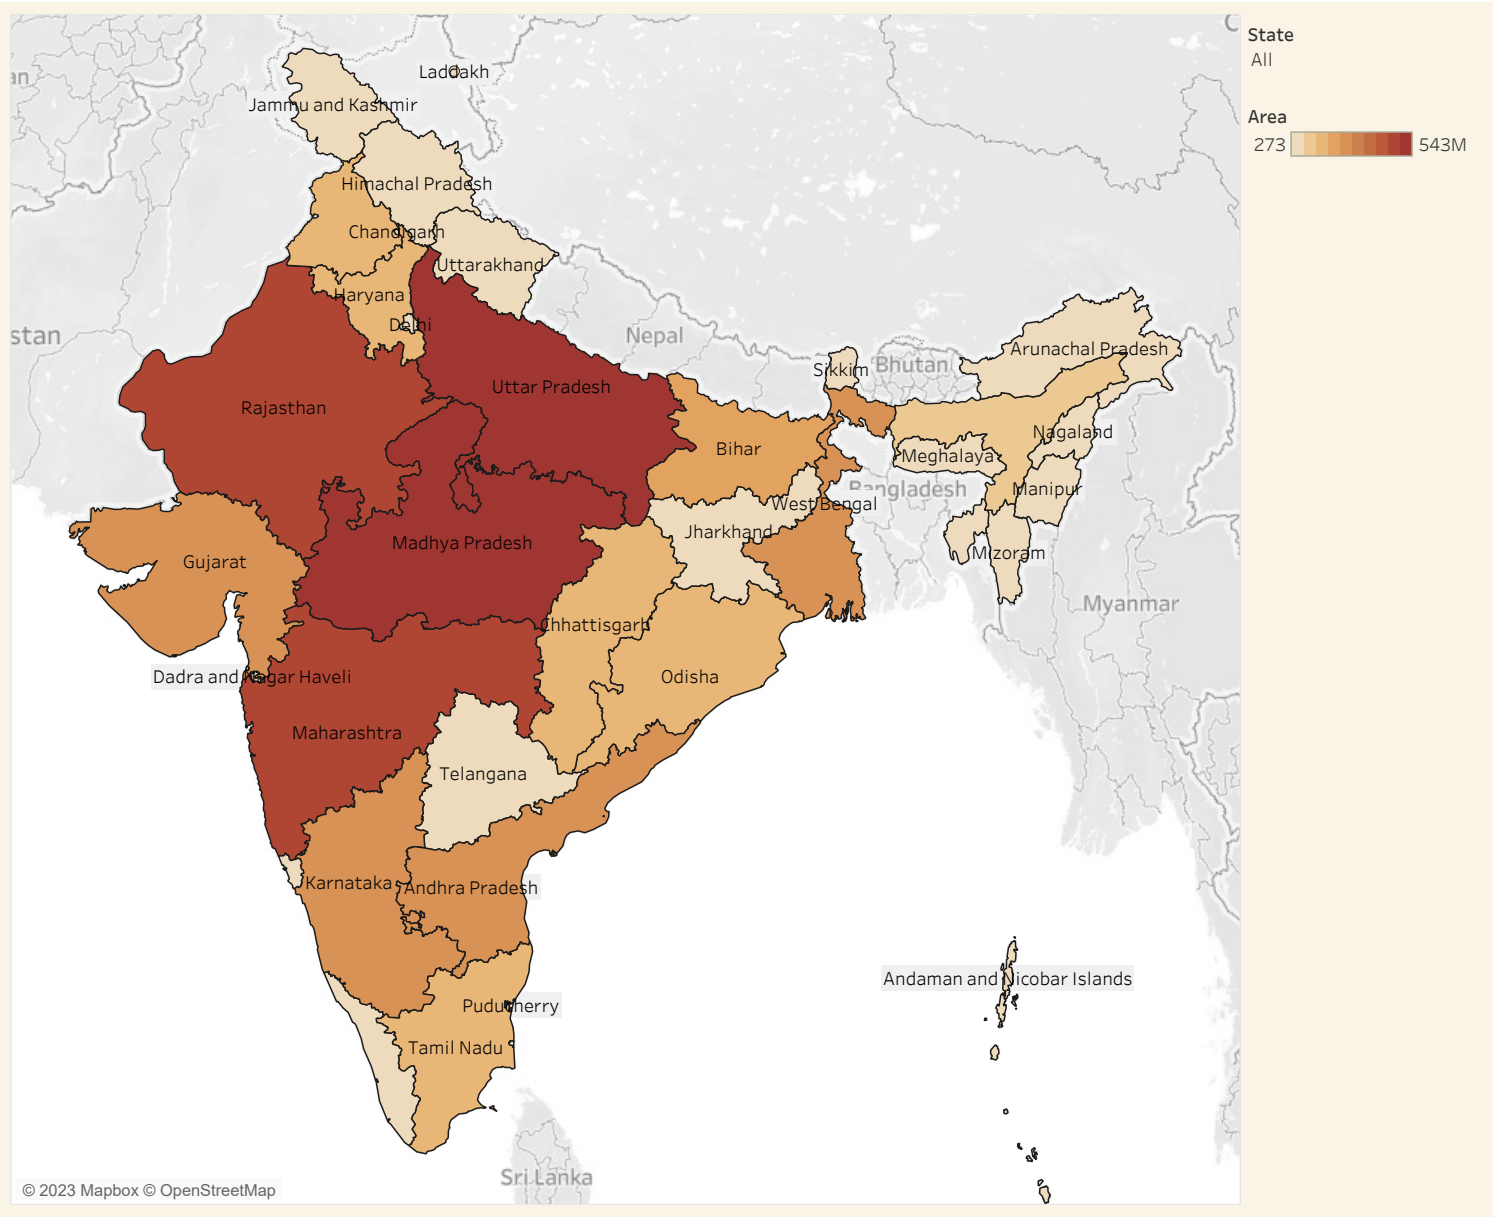 State
All
Area
273
543M
an
Laddakh
Jammu and Kashmir
Himachal Pradesh
Chandigarh
Uttarakhand
Haryana
Delhi
stan
Nepal
Arunachal Pradesh
Sikkim
Bhutan
Uttar Pradesh
Rajasthan
Nagaland
Bihar
Meghalaya
Manipur
Bangladesh
West Bengal
Jharkhand
Madhya Pradesh
Mizoram
Gujarat
Myanmar
Chhattisgarh
Dadra and Nagar Haveli
Odisha
Maharashtra
Telangana
Karnataka
Andhra Pradesh
Andaman and Nicobar Islands
Puducherry
Tamil Nadu
Sri Lanka
© 2023 Mapbox © OpenStreetMap